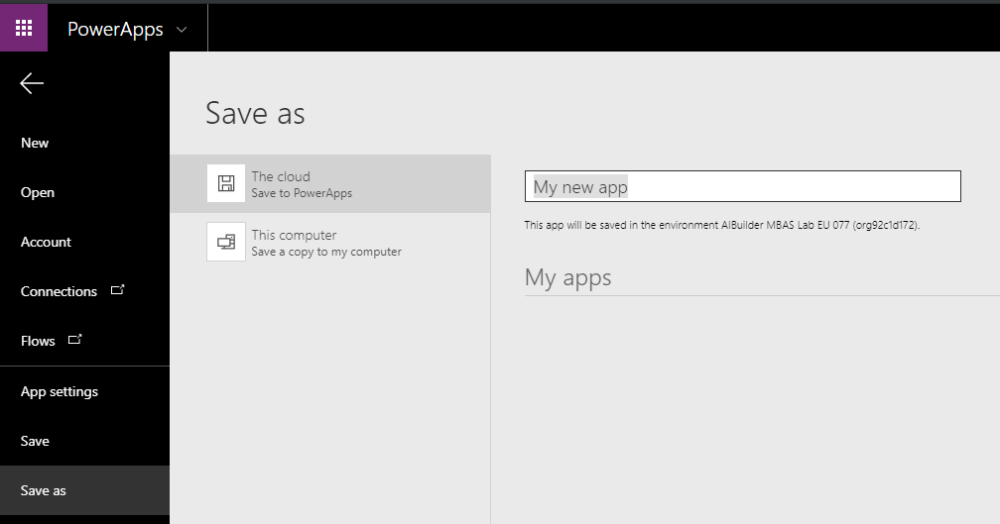 PowerApps
New
Open
Account
Connections
Flows
App settings
Save
Save as
Save as
The cloud
Save to PowerApps
This computer
Save a copy to my computer
My new app
This app will be saved in the environment AIBuilder MBAS Lab EU 077 (org92c1d172).
My apps